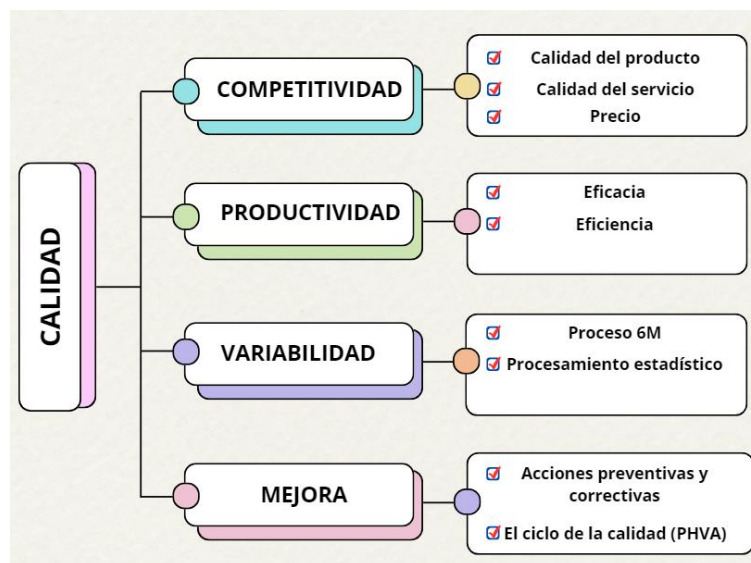 CALIDAD
COMPETITIVIDAD
Calidad del producto
Calidad del servicio
Precio
PRODUCTIVIDAD
Eficacia
Eficiencia
VARIABILIDAD
Proceso 6M
Procesamiento estadístico
MEJORA
Acciones preventivas y
correctivas
El ciclo de la calidad (PHVA)